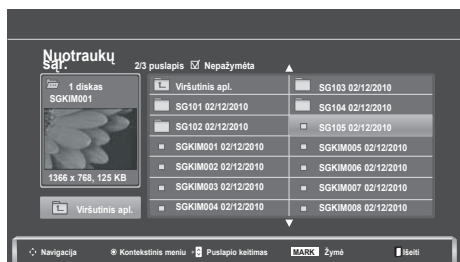 Nuotraukų
sąr.
2/3 puslapis ☑ Nepažymėta
1 diskas
SGKIM001
1366 x 768, 125 KB
Viršutinis apl.
Viršutinis apl.
SG101 02/12/2010
SG102 02/12/2010
SGKIM001 02/12/2010
SGKIM002 02/12/2010
SGKIM003 02/12/2010
SGKIM004 02/12/2010
SG103 02/12/2010
SG104 02/12/2010
SG105 02/12/2010
SGKIM005 02/12/2010
SGKIM006 02/12/2010
SGKIM007 02/12/2010
SGKIM008 02/12/2010
Navigacija
Kontekstinis meniu
Puslapio keitimas
MARK Žymė
Išeiti